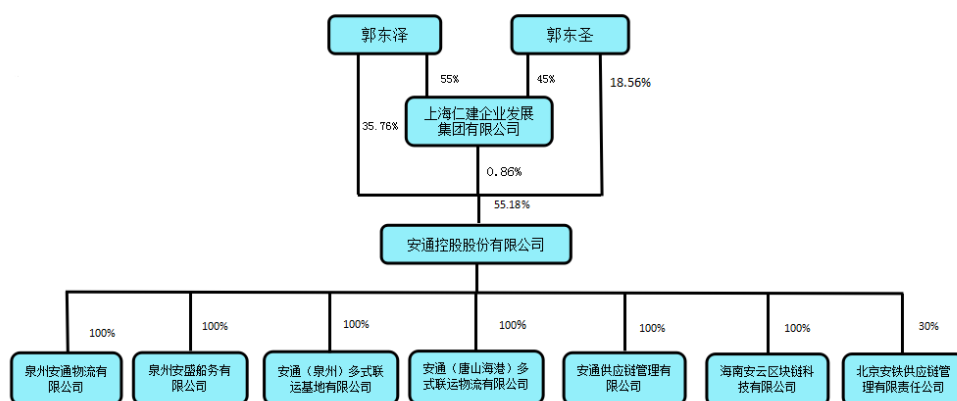 郭东泽
郭东圣
55%
45%
18.56%
上海仁建企业发展
集团有限公司
35.76%
0.86%
55.18%
安通控股股份有限公司
100%
100%
100%
100%
100%
100%
30%
泉州安通物流有
限公司
泉州安盛船务有
限公司
安通（泉州）多式联
运基地有限公司
安通（唐山海港）多
式联运物流有限公司
安通供应链管理有
限公司
海南安云区块链科
技有限公司
北京安铁供应链管
理有限责任公司